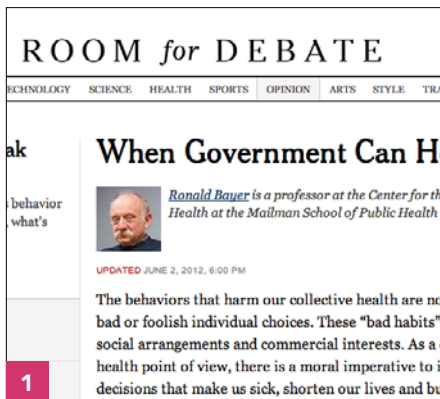 ROOM for DEBATE
ECHNOLOGY SCIENCE HEALTH SPORTS OPINION ARTS STYLE TRA
ak
behavior
, what's
When Government Can H
Ronald Bayer is a professor at the Center for th
Health at the Mailman School of Public Health
UPDATED JUNE 2, 2012, 6:00 PM
The behaviors that harm our collective health are no
bad or foolish individual choices. These “bad habits”
social arrangements and commercial interests. As a
health point of view, there is a moral imperative to i
decisions that make us sick, shorten our lives and bu
1